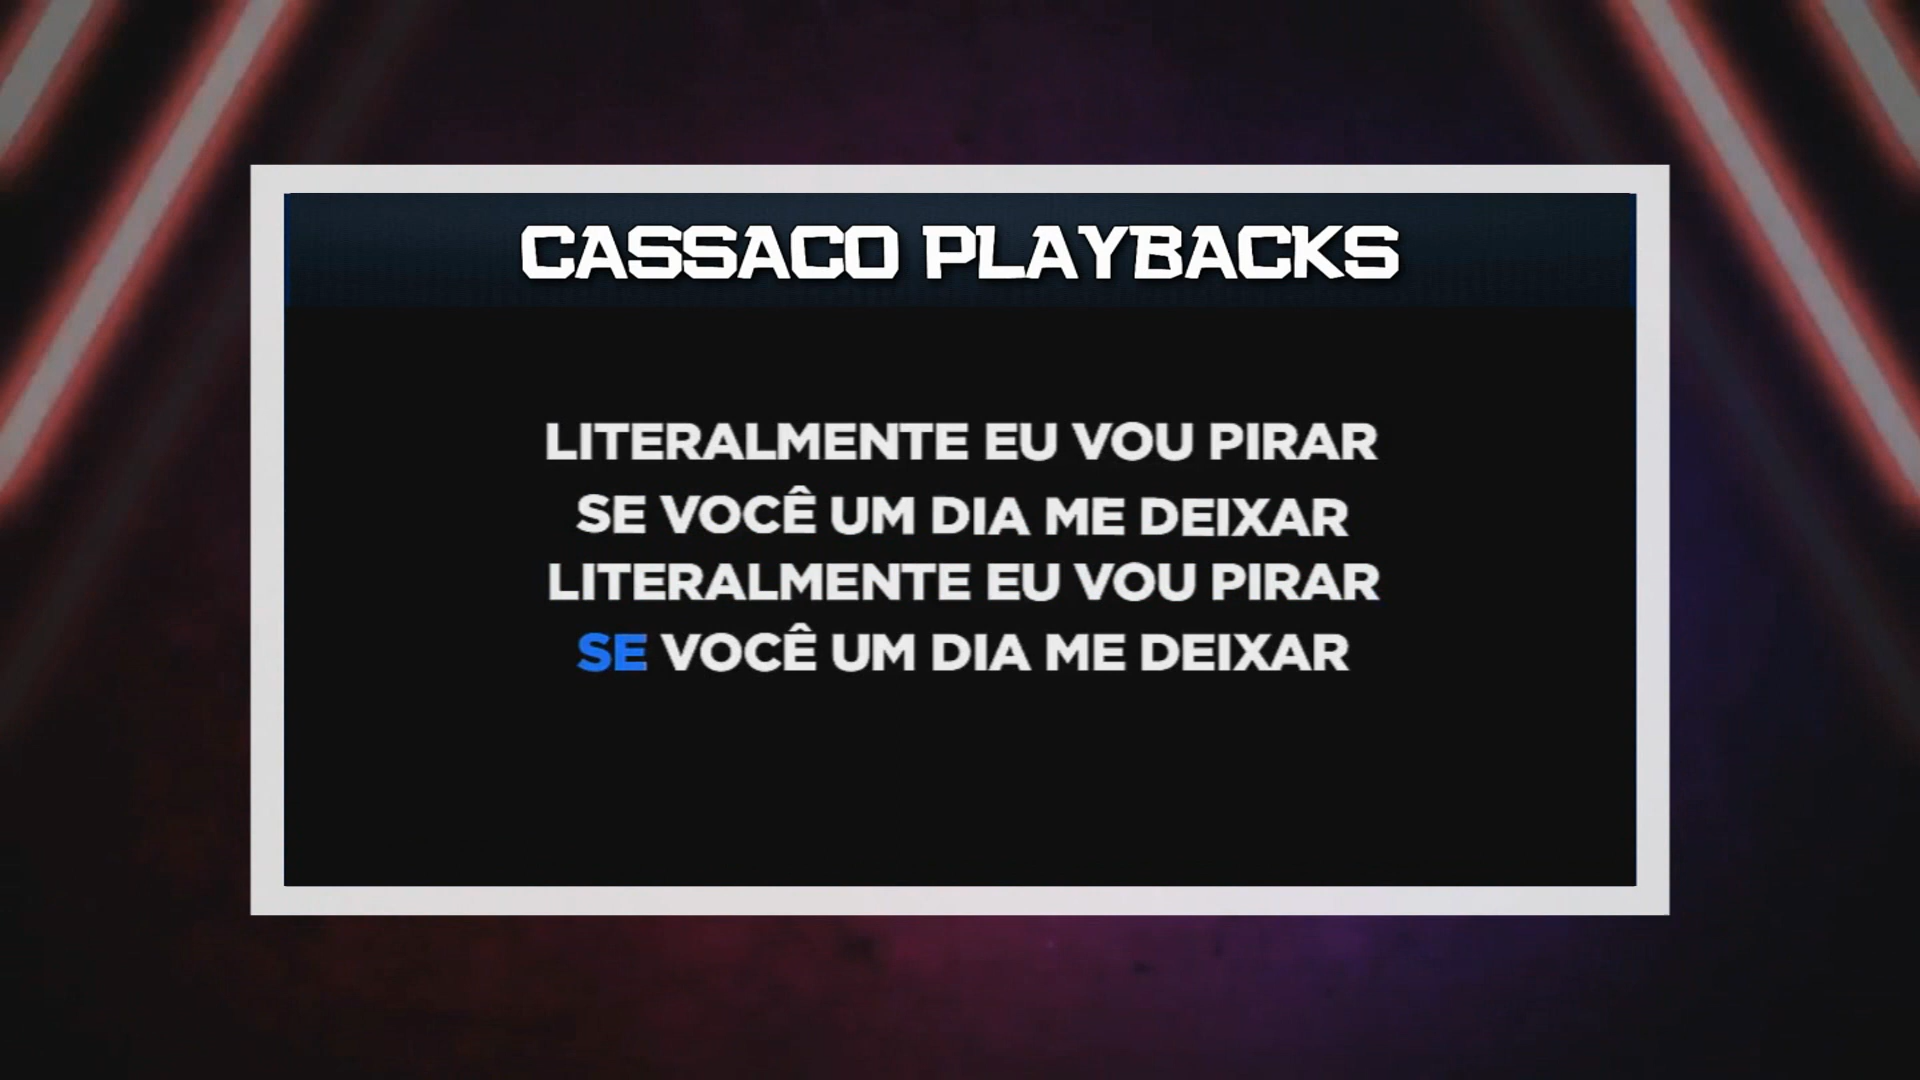 CASSACO PLAYBACKS
LITERALMENTE EU VOU PIRAR
SE VOCÊ UM DIA ME DEIXAR
LITERALMENTE EU VOU PIRAR
SE VOCÊ UM DIA ME DEIXAR